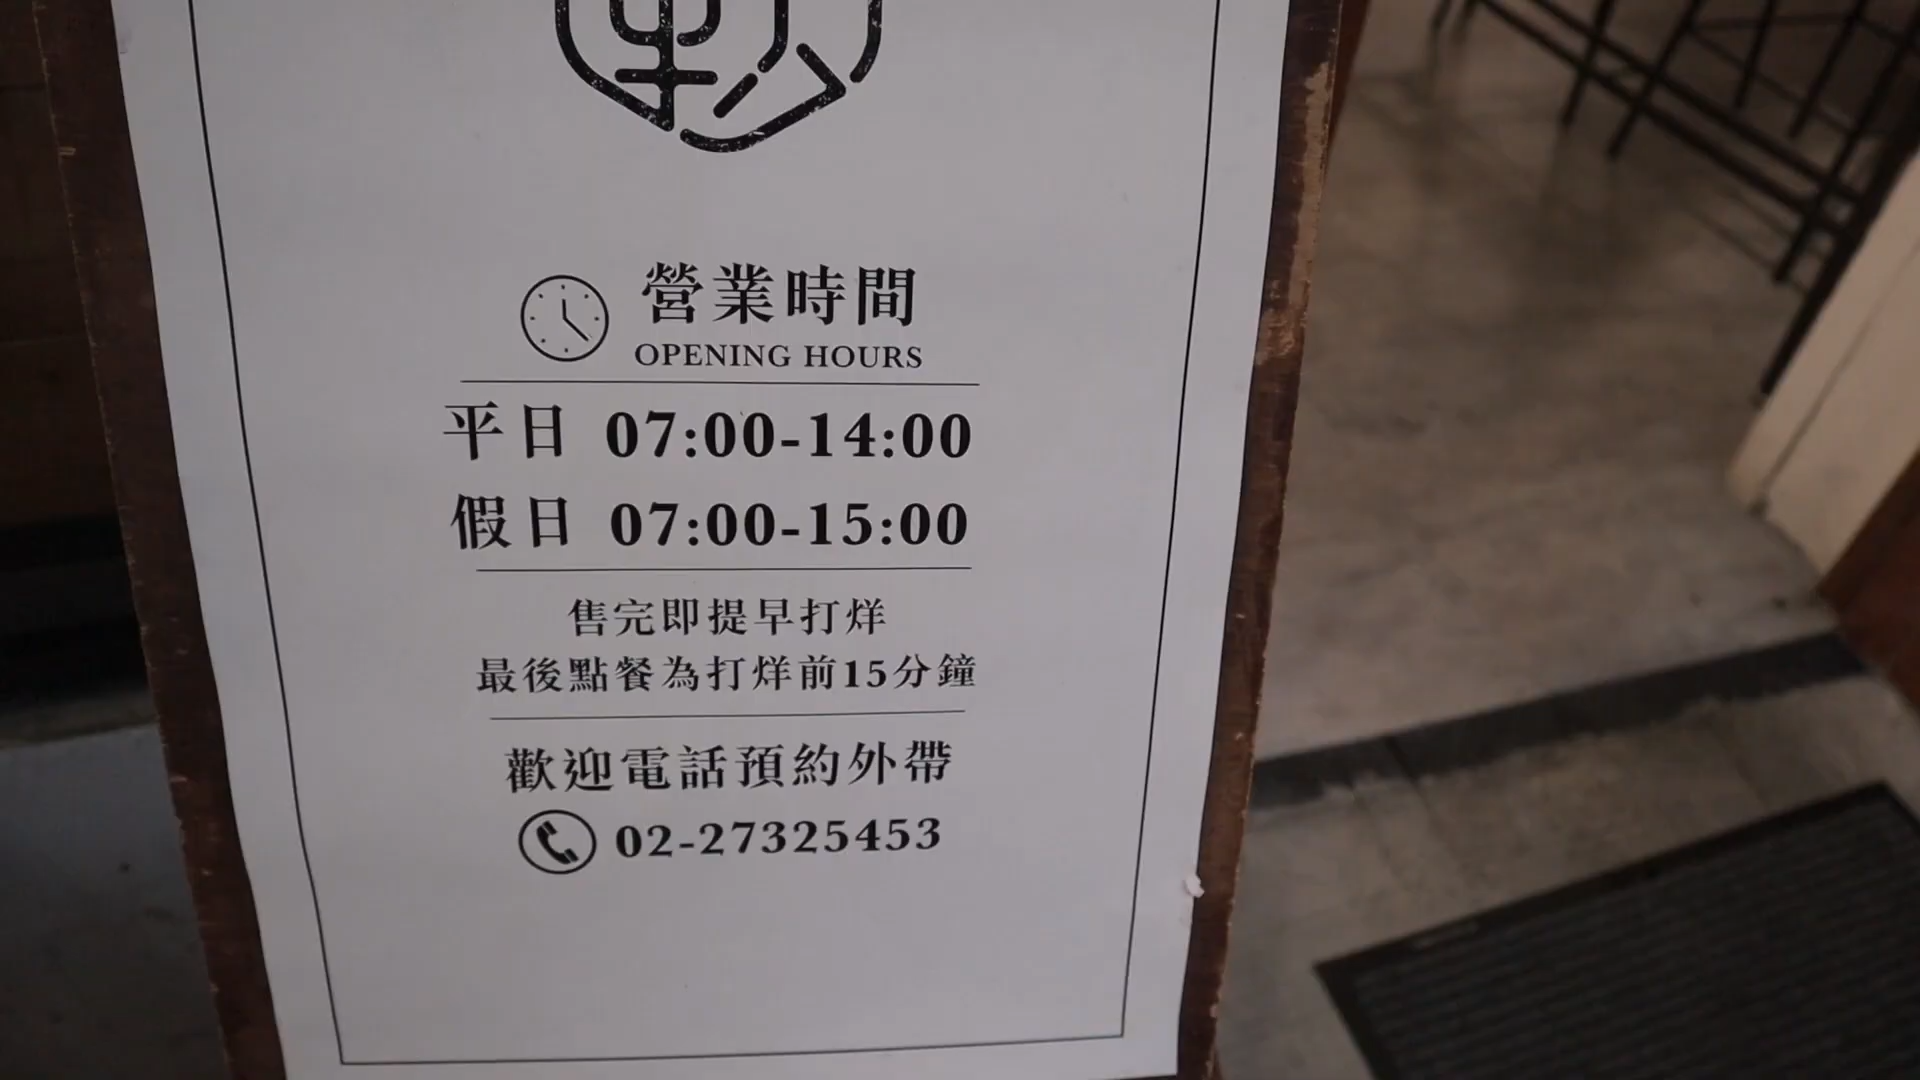 營業時間
OPENING HOURS
平日 07:00-14:00
假日 07:00-15:00
售完即提早打烊
最後點餐為打烊前15分鐘
歡迎電話預約外帶
02-27325453